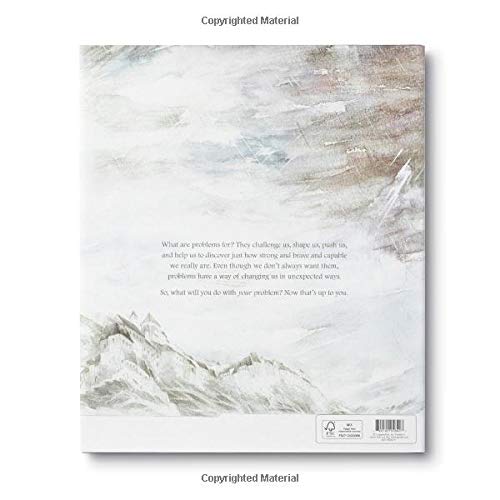 Copyrighted Material
What are problems for? They challenge us, shape us, push us,
and help us to discover just how strong and brave and capable
we really are. Even though we don't always want them,
problems have a way of changing us in unexpected ways.
So, what will you do with your problem? Now that's up to you.
FSC
MIX
Copyrighted Material